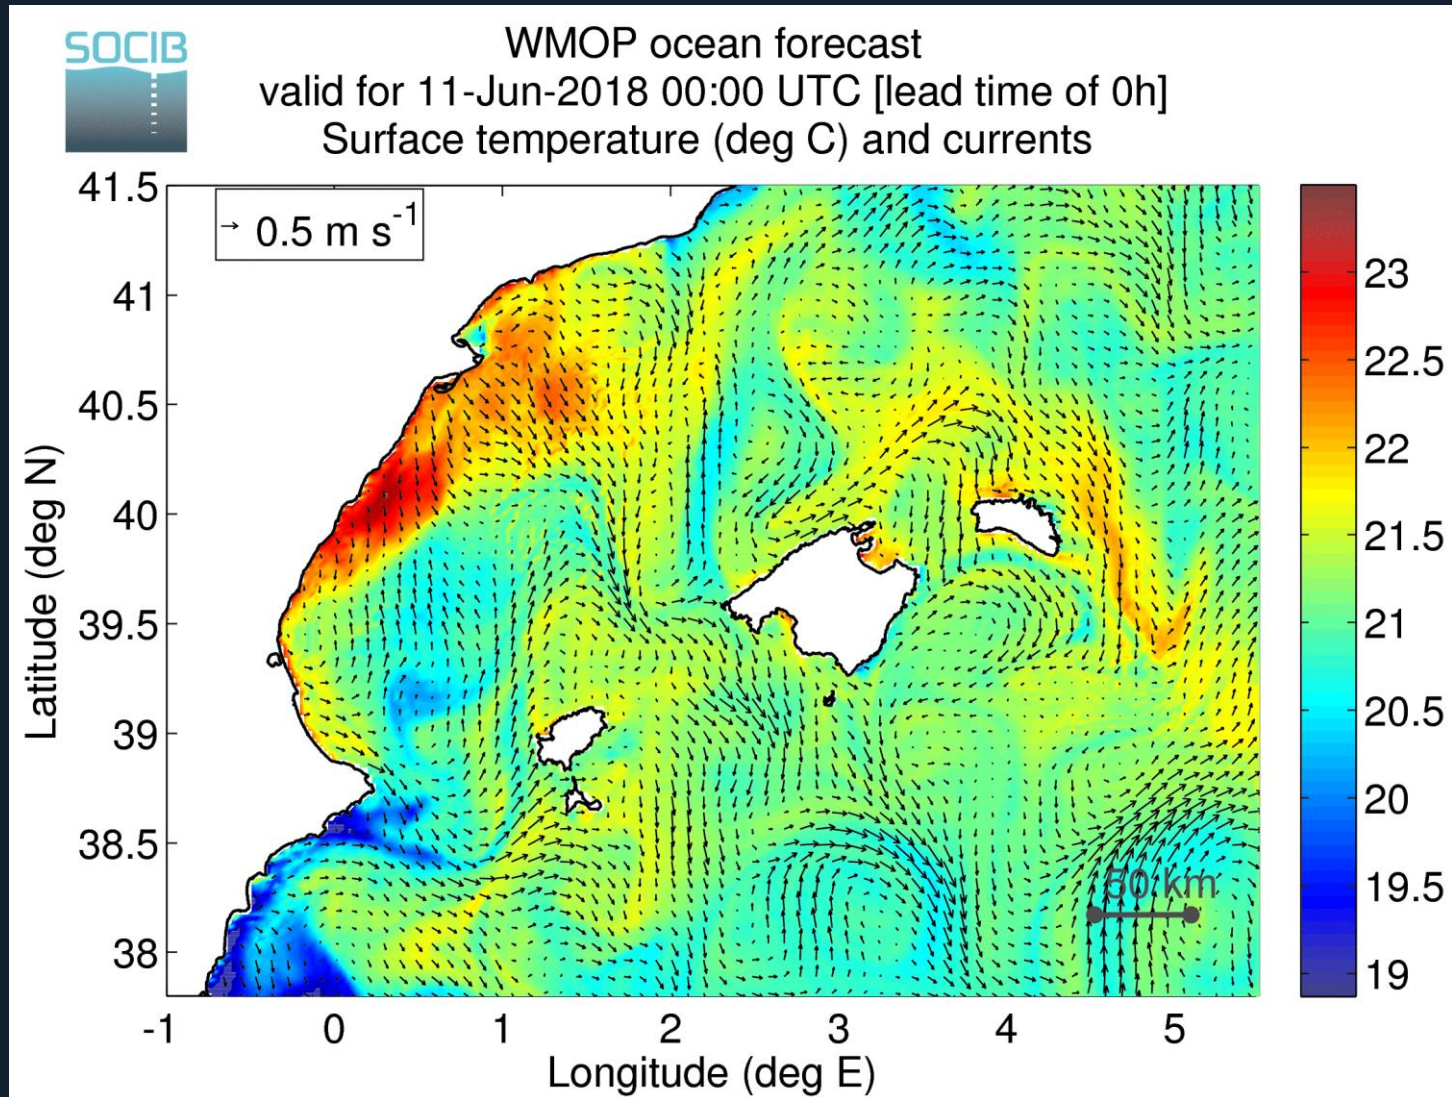 SOCIB
WMOP ocean forecast
valid for 11-Jun-2018 00:00 UTC [lead time of 0h]
Surface temperature (deg C) and currents
0.5 m s⁻¹
41.5
41
40.5
40
39.5
39
38.5
38
Latitude (deg N)
50 km
23
22.5
22
21.5
21
20.5
20
19.5
19
-1 0 1 2 3 4 5
Longitude (deg E)